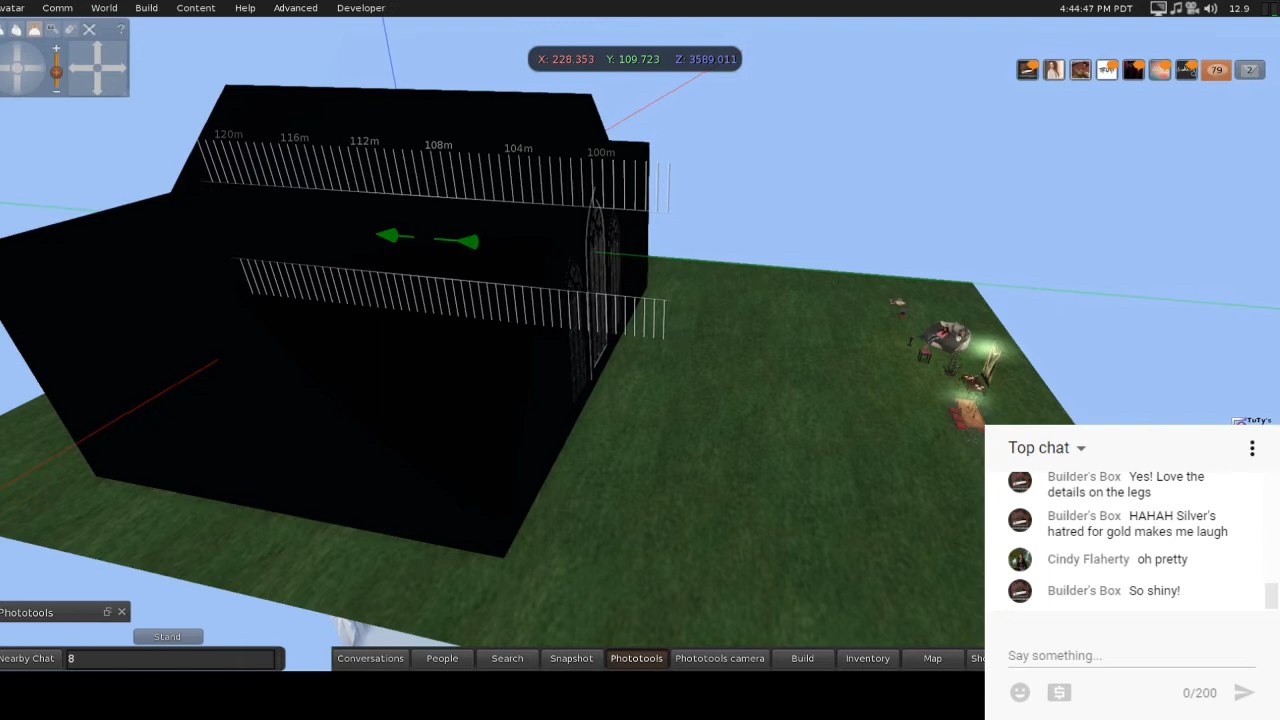 vatar Comm World Build Content Help Advanced Developer 4:44:47 PM PDT 12.9
?
X: 228.353 Y: 109.723 Z: 3589.011
79 2
120m 116m 112m 108m 104m 100m
TuTy's
Top chat
Builder's Box Yes! Love the
details on the legs
Builder's Box HAHAH Silver's
hatred for gold makes me laugh
Cindy Flaherty oh pretty
Builder's Box So shiny!
Say something...
0/200
Phototools
Stand
Nearby Chat 8 Conversations People Search Snapshot Phototools Phototools camera Build Inventory Map Sh